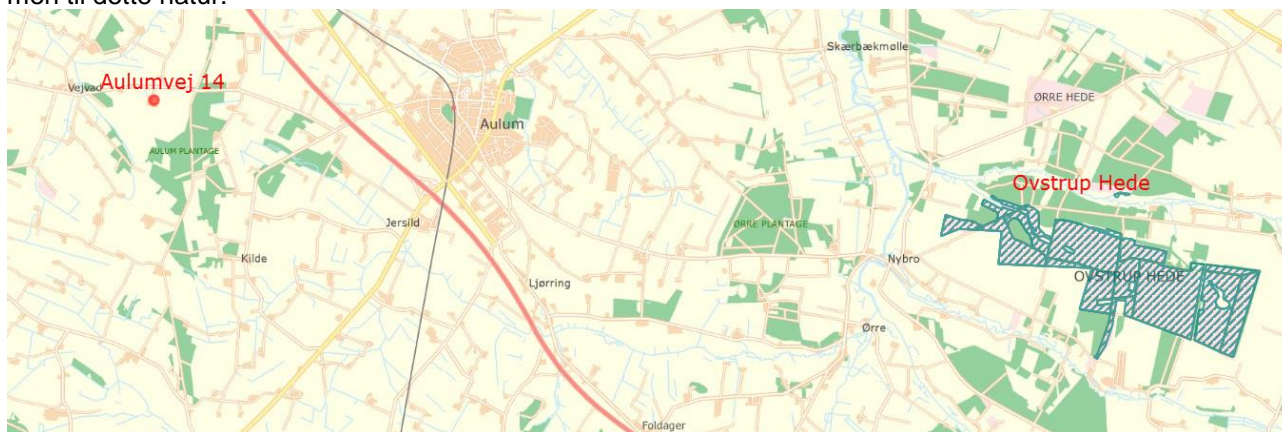 Skærbækmølle
Aulumvej 14
Vejvad
ØRRE HEDE
Aulum
AULUM PLANTAGE
Ovstrup Hede
Jersild
ØRRE PLANTAGE
Kilde
Nybro
OVSTRUP HEDE
Ljørring
Ørre
Foldager